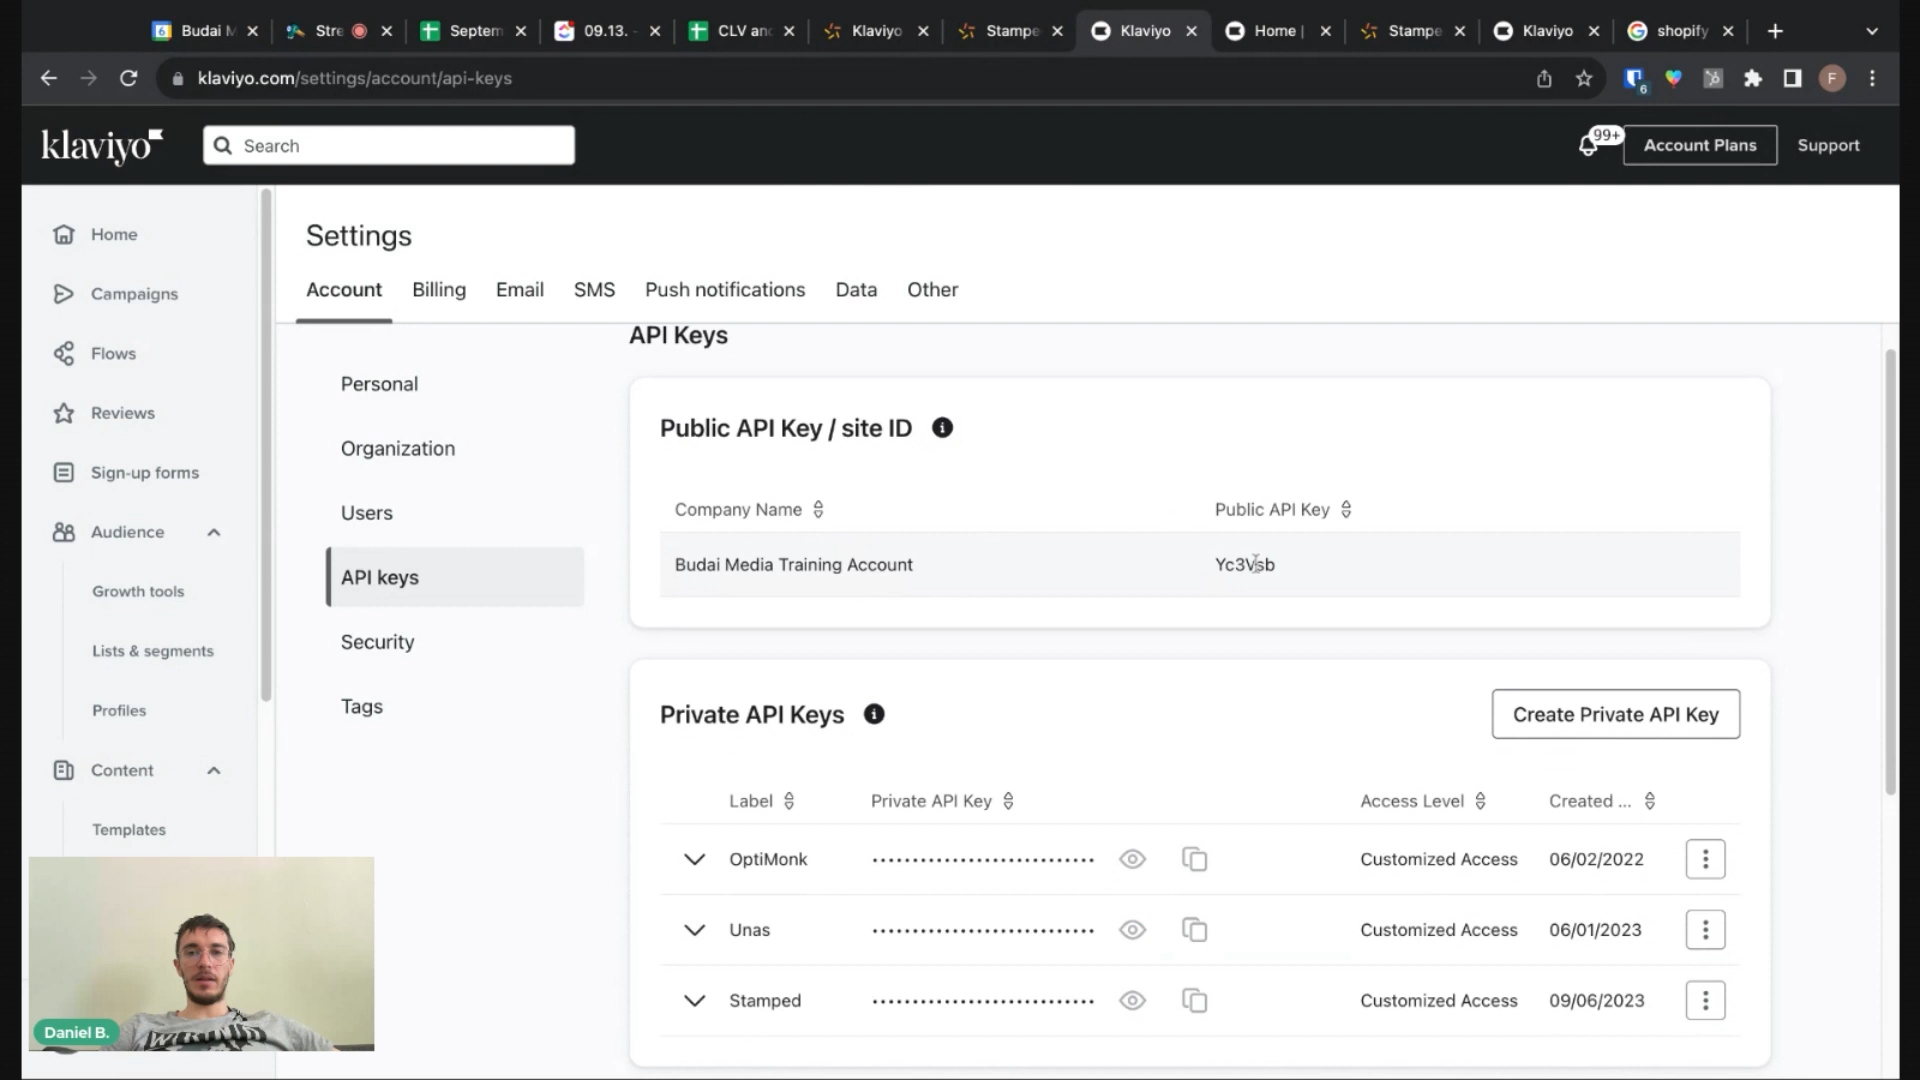 Budai M
Stre
Septem
09.13. -
CLV and
Klaviyo
Stampe
Klaviyo
Home |
Stampe
Klaviyo
shopify
klaviyo.com/settings/account/api-keys
6
F
klaviyo
Search
99+
Account Plans
Support
Home
Campaigns
Flows
Reviews
Sign-up forms
Audience
Growth tools
Lists & segments
Profiles
Content
Templates
Settings
Account
Billing
Email
SMS
Push notifications
Data
Other
Personal
Organization
Users
API keys
Security
Tags
API Keys
Public API Key / site ID
Company Name
Public API Key
Budai Media Training Account
Yc3Vsb
Private API Keys
Create Private API Key
Label
Private API Key
Access Level
Created ...
OptiMonk
Customized Access
06/02/2022
Unas
Customized Access
06/01/2023
Stamped
Customized Access
09/06/2023
Daniel B.